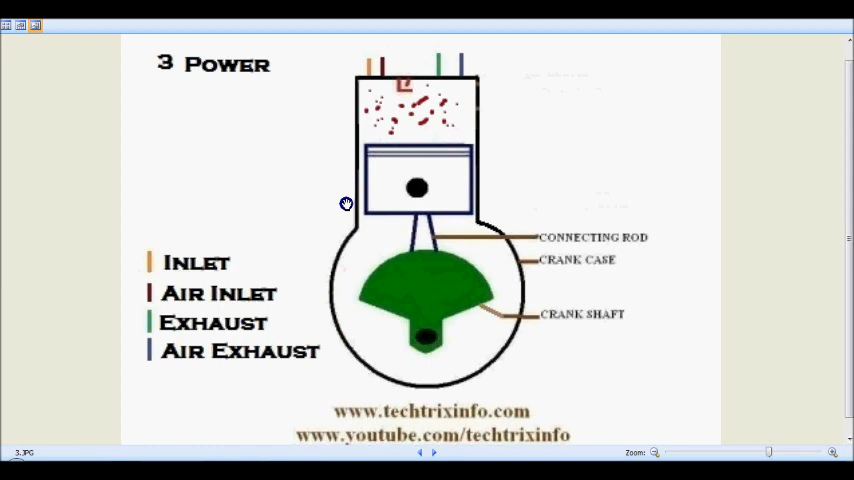 3 POWER
CONNECTING ROD
INLET
CRANK CASE
AIR INLET
CRANK SHAFT
EXHAUST
AIR EXHAUST
www.techtrixinfo.com
www.youtube.com/techtrixinfo
3.JPG
Zoom: